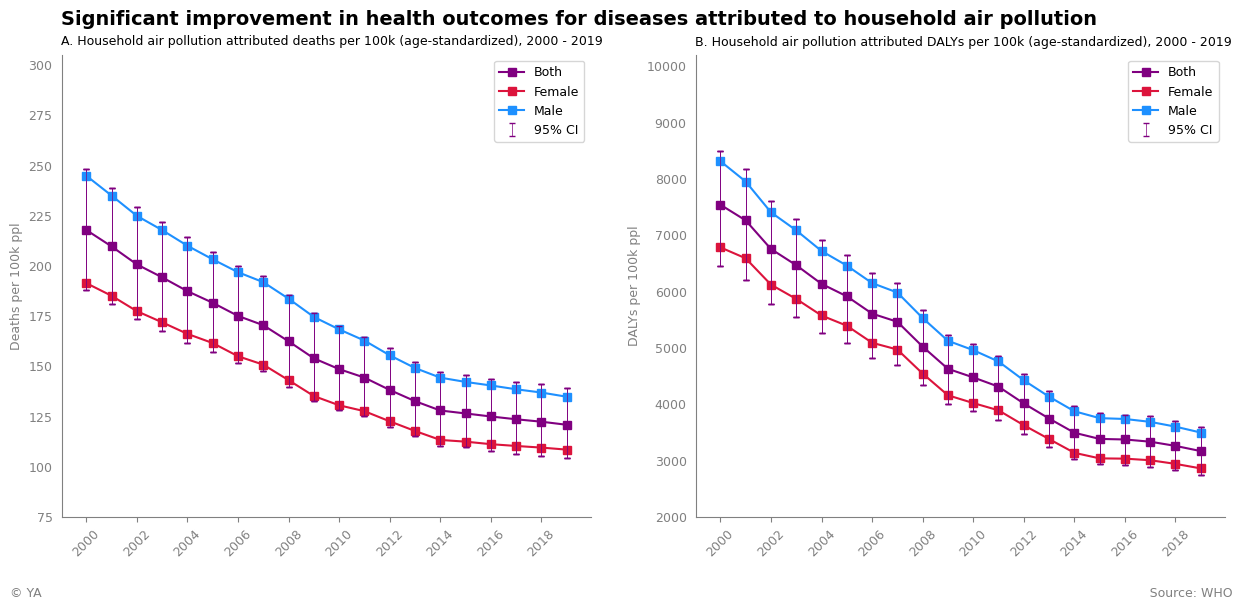 Significant improvement in health outcomes for diseases attributed to household air pollution
A. Household air pollution attributed deaths per 100k (age-standardized), 2000 - 2019
Deaths per 100k ppl
300
275
250
225
200
175
150
125
100
75
2000
2002
2004
2006
2008
2010
2012
2014
2016
2018
Both
Female
Male
95% CI
B. Household air pollution attributed DALYs per 100k (age-standardized), 2000 - 2019
DALYs per 100k ppl
10000
9000
8000
7000
6000
5000
4000
3000
2000
2000
2002
2004
2006
2008
2010
2012
2014
2016
2018
Both
Female
Male
95% CI
© YA
Source: WHO